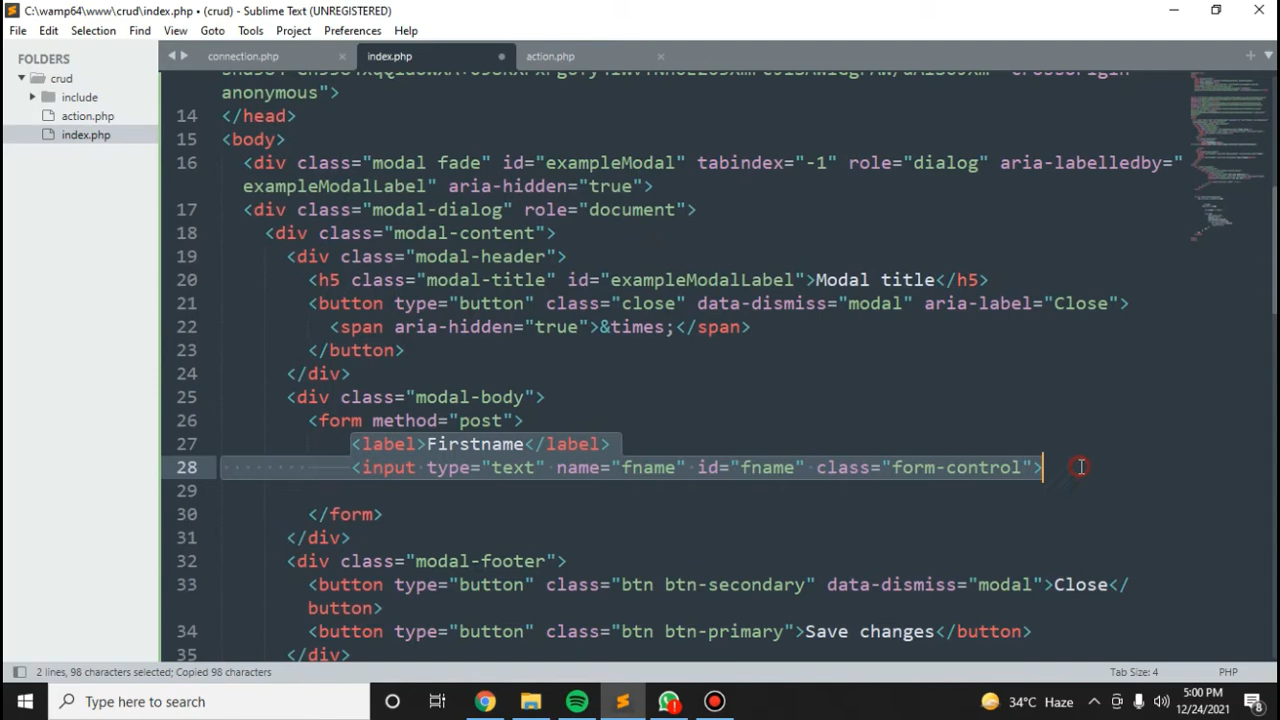 C:\wamp64\www\crud\index.php • (crud) - Sublime Text (UNREGISTERED)
File Edit Selection Find View Goto Tools Project Preferences Help
FOLDERS
crud
include
action.php
index.php
connection.php
index.php
action.php
anonymous">
14 </head>
15 <body>
16 <div class="modal fade" id="exampleModal" tabindex="-1" role="dialog" aria-labelledby="
exampleModalLabel" aria-hidden="true">
17 <div class="modal-dialog" role="document">
18 <div class="modal-content">
19 <div class="modal-header">
20 <h5 class="modal-title" id="exampleModalLabel">Modal title</h5>
21 <button type="button" class="close" data-dismiss="modal" aria-label="Close">
22 <span aria-hidden="true">&times;</span>
23 </button>
24 </div>
25 <div class="modal-body">
26 <form method="post">
27 <label>Firstname</label>
28 <input type="text" name="fname" id="fname" class="form-control">
29
30 </form>
31 </div>
32 <div class="modal-footer">
33 <button type="button" class="btn btn-secondary" data-dismiss="modal">Close</
button>
34 <button type="button" class="btn btn-primary">Save changes</button>
35 </div>
2 lines, 98 characters selected; Copied 98 characters
Tab Size: 4
PHP
Type here to search
34°C Haze
5:00 PM
12/24/2021
8